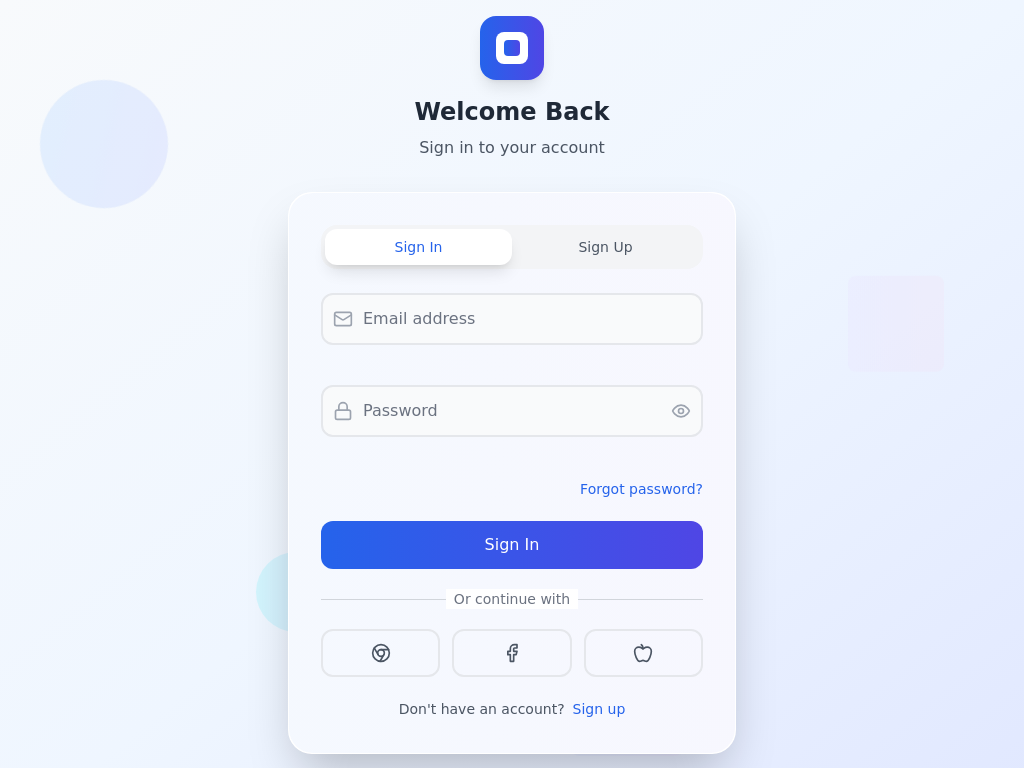 Welcome Back
Sign in to your account
Sign In
Sign Up
Email address
Password
Forgot password?
Sign In
Or continue with
Don't have an account? Sign up